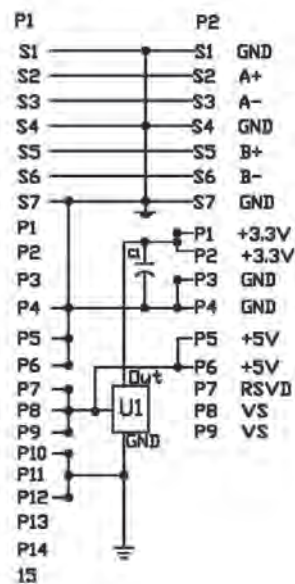 P1 P2
S1 S1 GND
S2 S2 A+
S3 S3 A-
S4 S4 GND
S5 S5 B+
S6 S6 B-
S7 S7 GND
P1 P1 +3.3V
P2 P2 +3.3V
P3 P3 GND
P4 P4 GND
P5 P5 +5V
P6 P6 +5V
Out
P7 P7 RSVD
P8 U1 P8 VS
P9 P9 VS
GND
P10
P11
P12
P13
P14
15